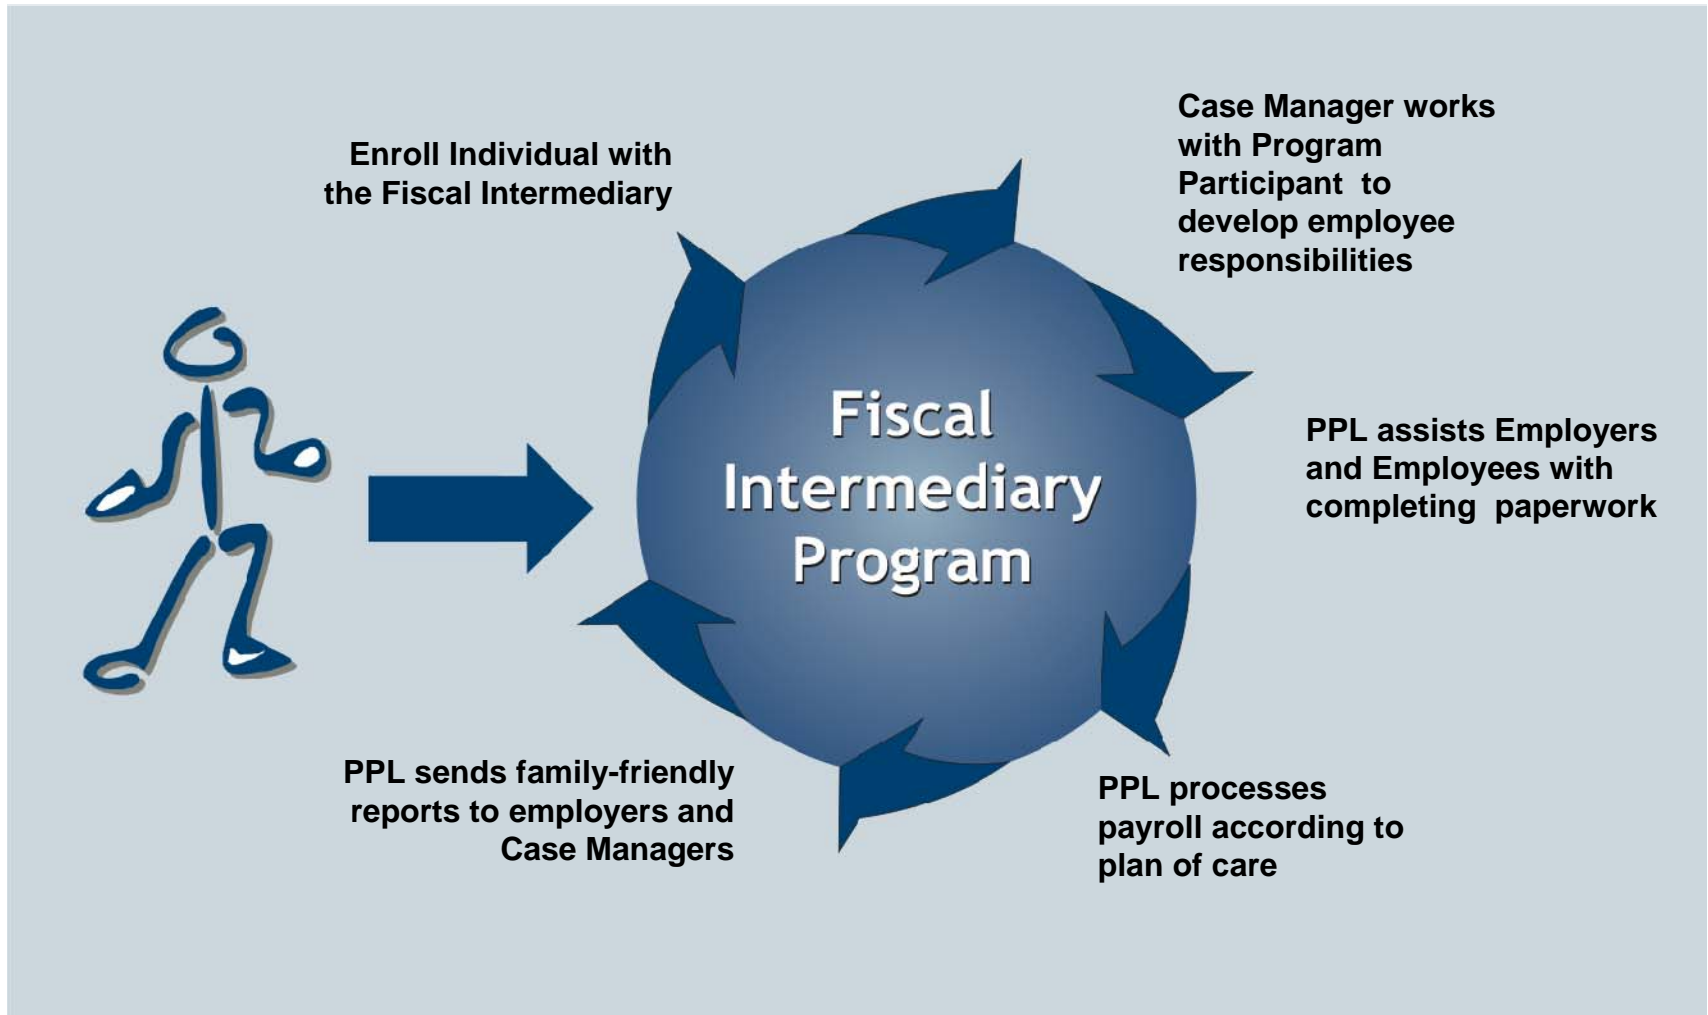 Enroll Individual with
the Fiscal Intermediary
Case Manager works
with Program
Participant to
develop employee
responsibilities
Fiscal
Intermediary
Program
PPL assists Employers
and Employees with
completing paperwork
PPL processes
payroll according to
plan of care
PPL sends family-friendly
reports to employers and
Case Managers